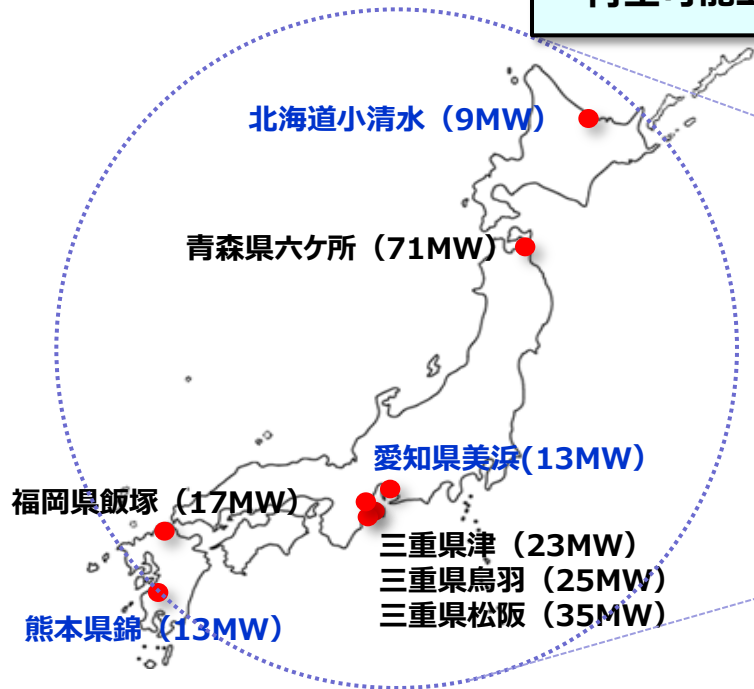 北海道小清水（9MW）
青森県六ケ所（71MW）
愛知県美浜(13MW）
福岡県飯塚（17MW）
三重県津（23MW）
三重県鳥羽（25MW）
三重県松阪（35MW）
熊本県錦（13MW）